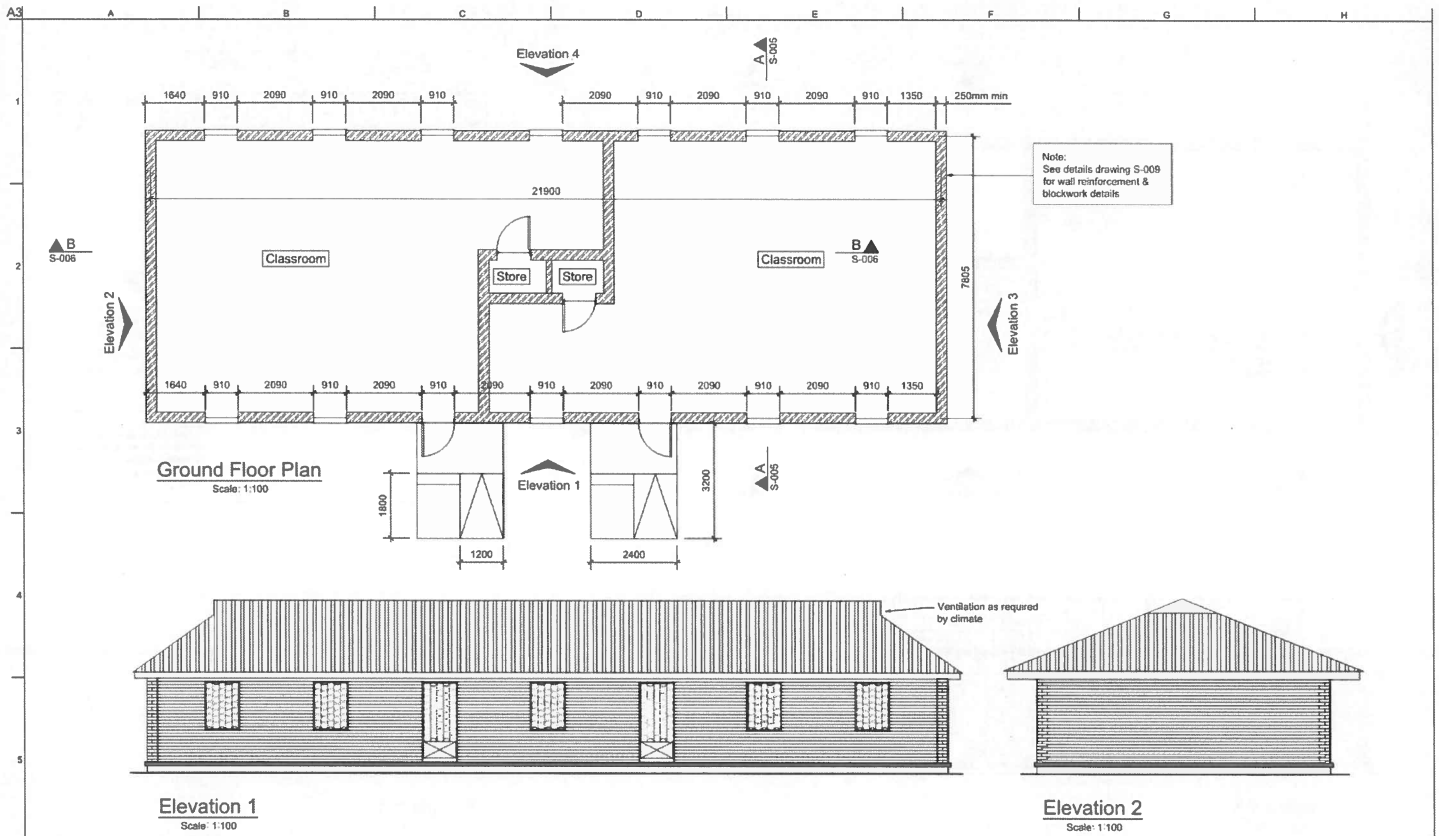 A3
A B C D E F G H
Elevation 4
A
S-005
1
1640 910 2090 910 2090 910 2090 910 2090 910 2090 910 1350 250mm min
Note:
See details drawing S-009
for wall reinforcement &
blockwork details
21900
B
S-006
Classroom
Classroom
B
S-006
2
Store
Store
7805
Elevation 2
Elevation 3
1640 910 2090 910 2090 910 2090 910 2090 910 2090 910 2090 910 1350
3
Ground Floor Plan
Scale: 1:100
Elevation 1
A
S-005
1800
3200
1200
2400
4
Ventilation as required
by climate
5
Elevation 1
Scale: 1:100
Elevation 2
Scale: 1:100